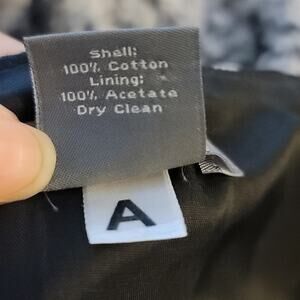 Shell:
100% Cotton
Lining:
100% Acetate
Dry Clean
A